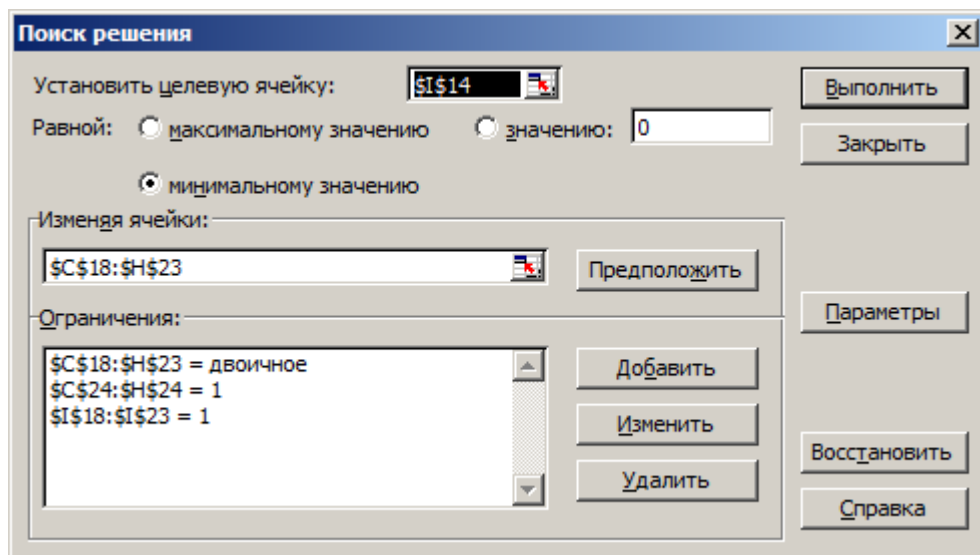 Поиск решения
Установить целевую ячейку: $I$14
Выполнить
Равной: максимальному значению значению: 0
Закрыть
минимальному значению
Изменяя ячейки:
$C$18:$H$23
Предположить
Ограничения:
Параметры
$C$18:$H$23 = двоичное
$C$24:$H$24 = 1
$I$18:$I$23 = 1
Добавить
Изменить
Удалить
Восстановить
Справка